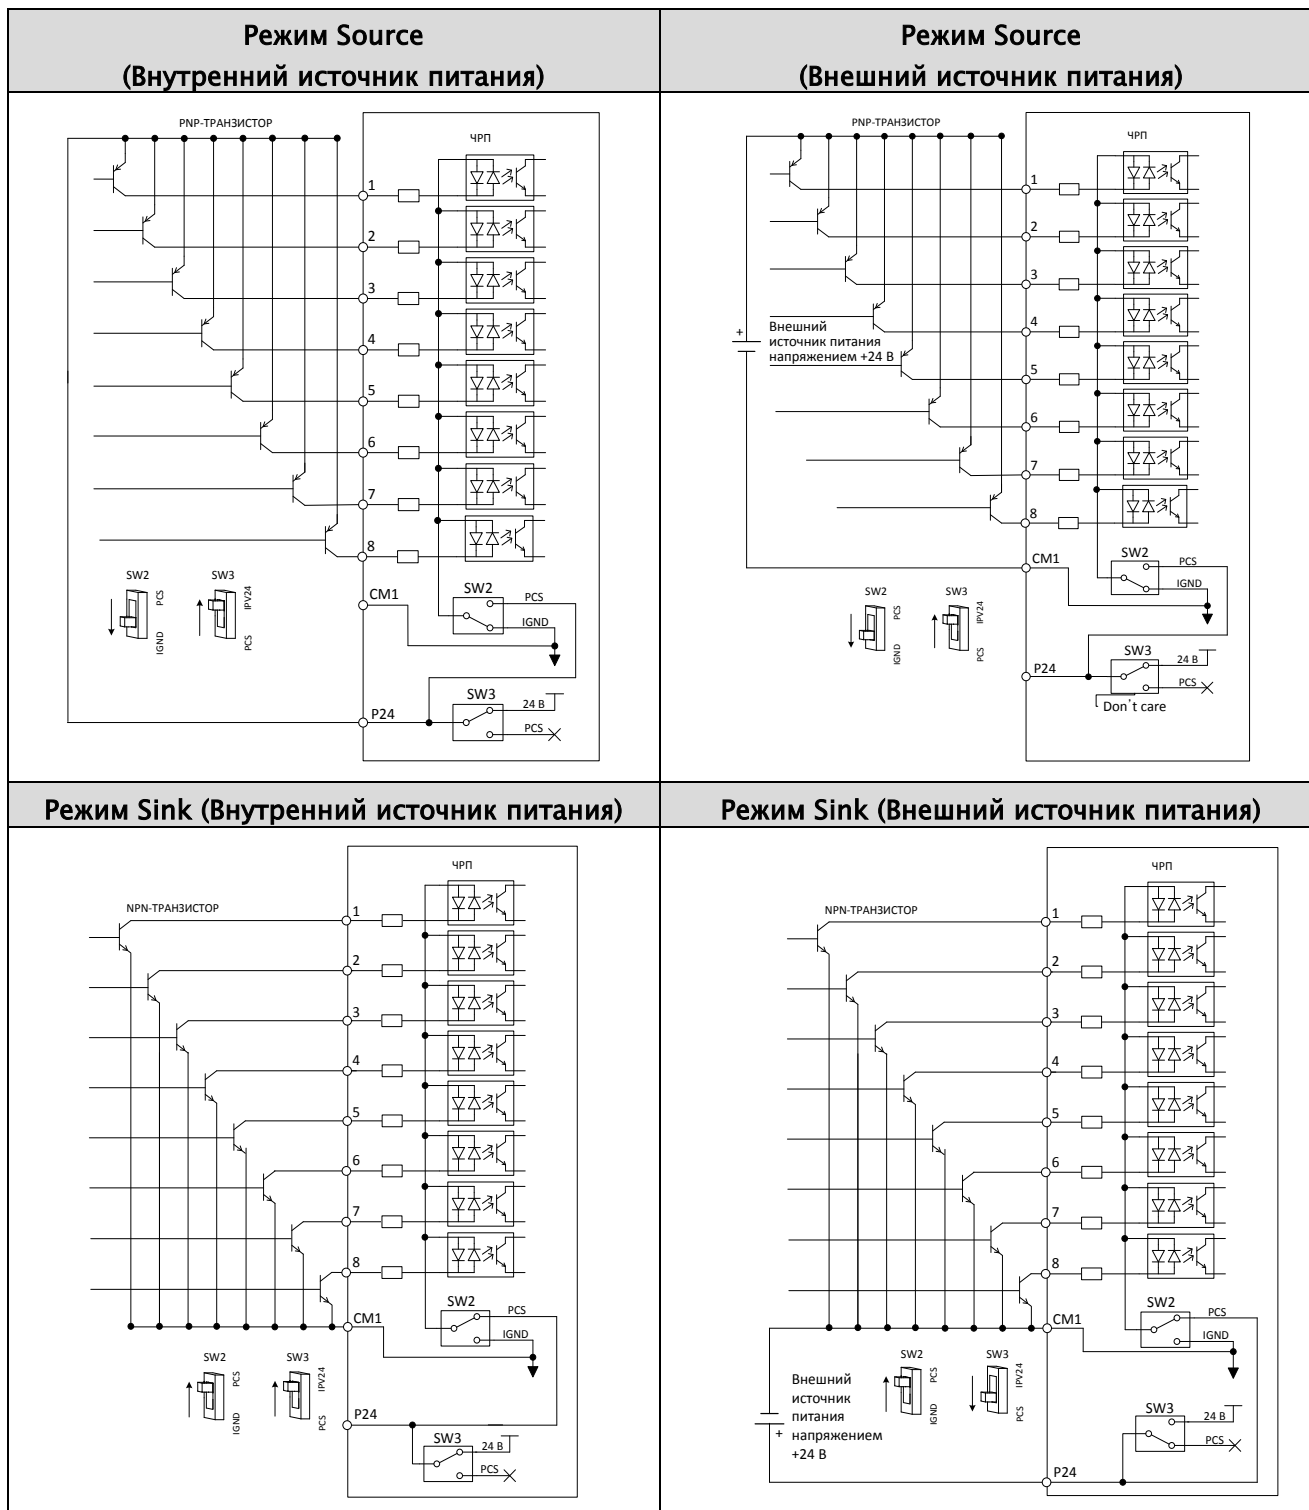 Режим Source
(Внутренний источник питания)
Режим Source
(Внешний источник питания)
PNP-ТРАНЗИСТОР
ЧРП
1
2
3
4
5
6
7
8
CM1
SW2
PCS
IGND
SW3
24 В
PCS
P24
SW2
PCS
IGND
SW3
IPV24
PCS
PNP-ТРАНЗИСТОР
ЧРП
1
2
3
4
5
6
7
8
+
Внешний
источник питания
напряжением +24 В
CM1
SW2
PCS
IGND
SW3
24 В
PCS
Don't care
P24
SW2
PCS
IGND
SW3
IPV24
PCS
Режим Sink (Внутренний источник питания)
Режим Sink (Внешний источник питания)
NPN-ТРАНЗИСТОР
ЧРП
1
2
3
4
5
6
7
8
CM1
SW2
PCS
IGND
SW2
PCS
IGND
SW3
IPV24
PCS
P24
SW3
24 В
PCS
NPN-ТРАНЗИСТОР
ЧРП
1
2
3
4
5
6
7
8
CM1
SW2
PCS
IGND
SW2
PCS
IGND
SW3
IPV24
PCS
Внешний
источник
питания
+ напряжением
+24 В
SW3
24 В
PCS
P24